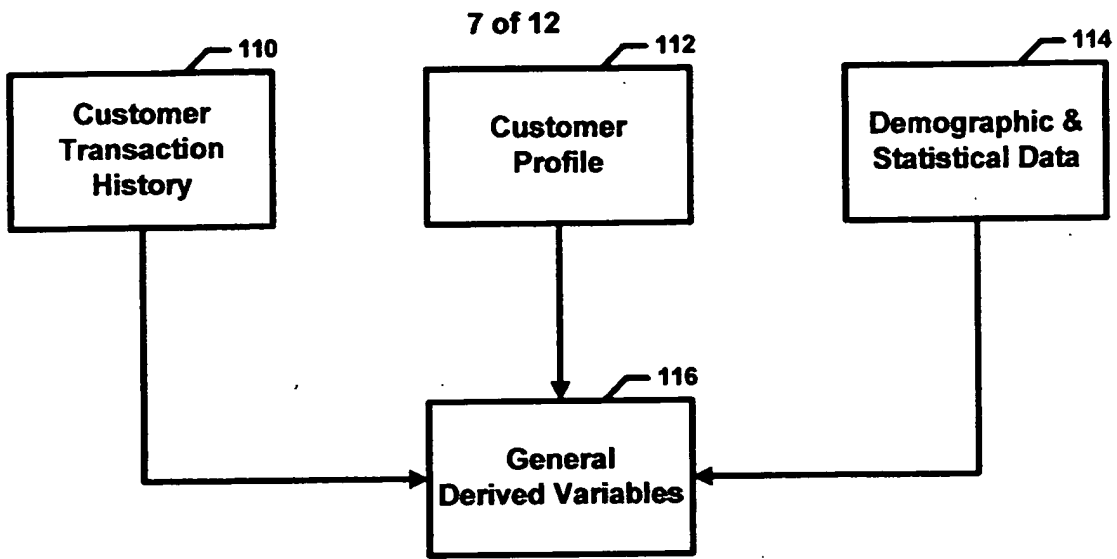 7 of 12
110
Customer
Transaction
History
112
Customer
Profile
114
Demographic &
Statistical Data
116
General
Derived Variables